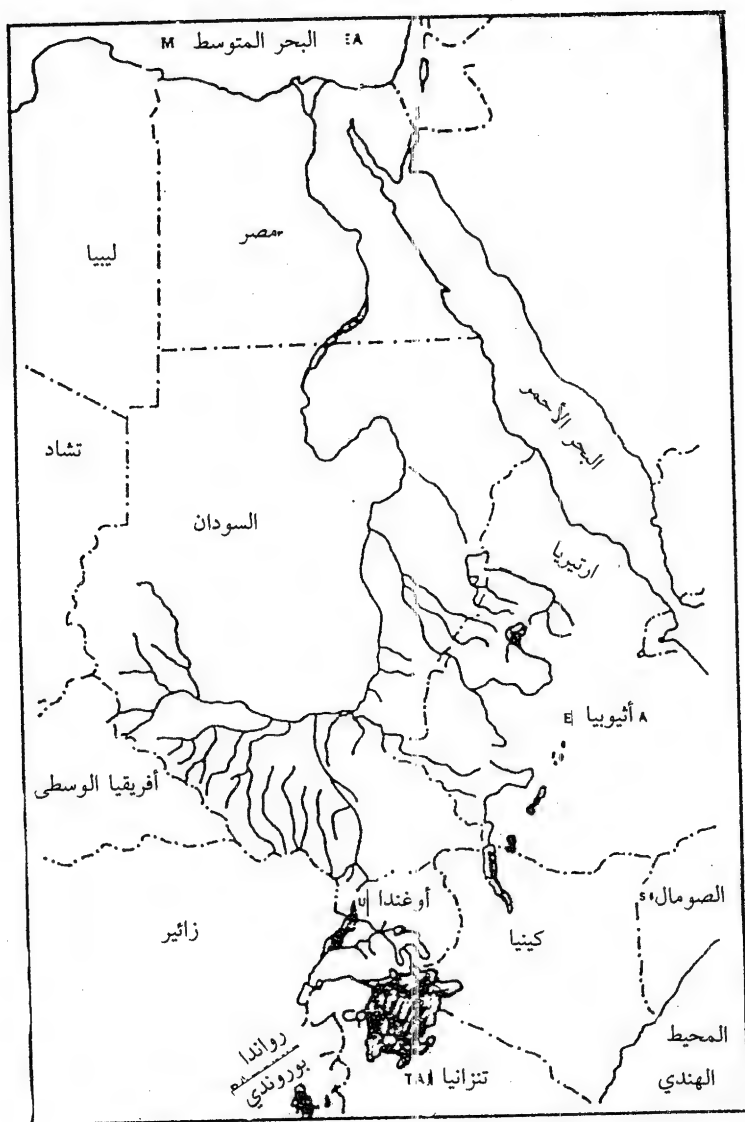 البحر المتوسط
M
A
ليبيا
مصر
البحر الأحمر
تشاد
السودان
ارتيريا
E أثيوبيا A
أفريقيا الوسطى
زائير
U أوغندا
كينيا
S الصومال
رواندا
بوروندي
TA تنزانيا
المحيط
الهندي